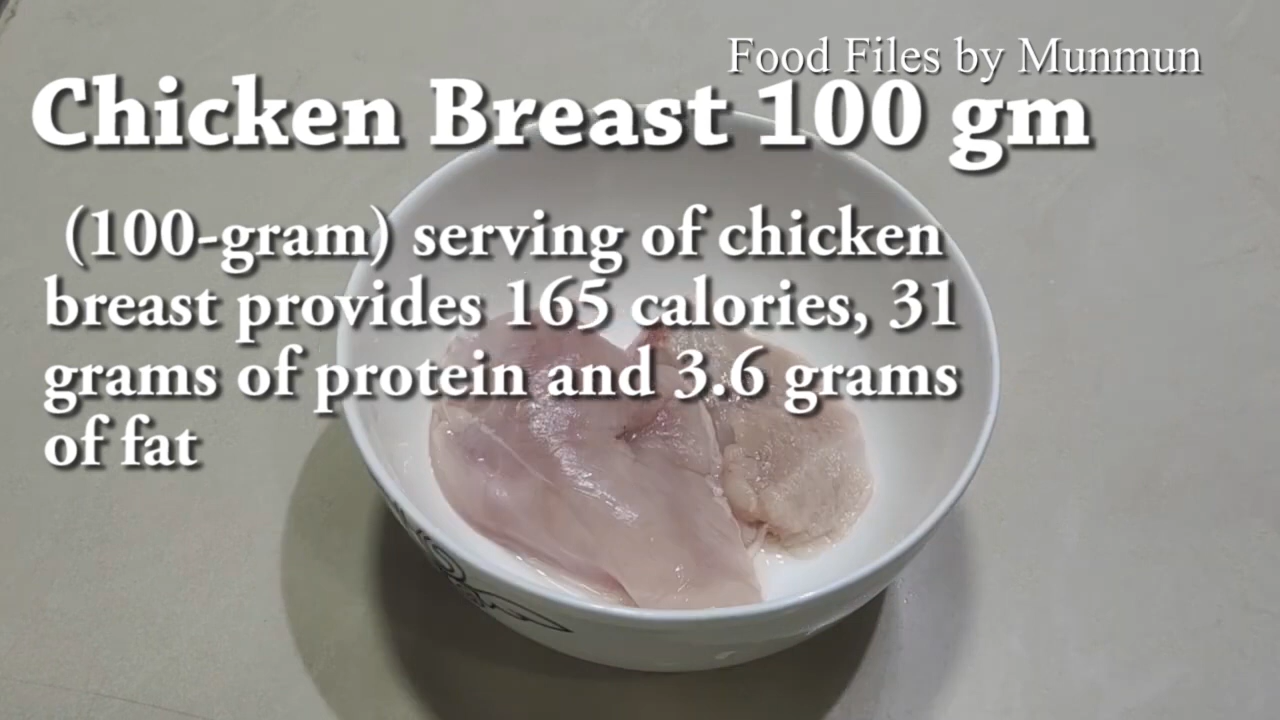 Food Files by Munmun
Chicken Breast 100 gm
(100-gram) serving of chicken
breast provides 165 calories, 31
grams of protein and 3.6 grams
of fat